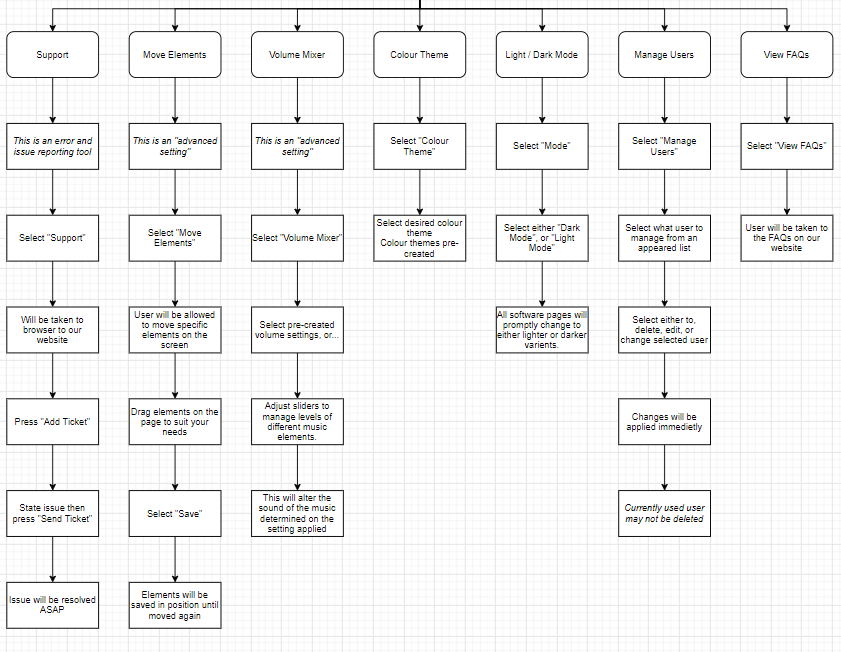 Support
Move Elements
Volume Mixer
Colour Theme
Light / Dark Mode
Manage Users
View FAQs
This is an error and
issue reporting tool
This is an "advanced
setting"
This is an "advanced
setting"
Select "Colour
Theme"
Select "Mode"
Select "Manage
Users"
Select "View FAQs"
Select "Support"
Select "Move
Elements"
Select "Volume Mixer"
Select desired colour
theme
Colour themes pre-
created
Select either "Dark
Mode", or "Light
Mode"
Select what user to
manage from an
appeared list
User will be taken to
the FAQs on our
website
Will be taken to
browser to our
website
User will be allowed
to move specific
elements on the
screen
Select pre-created
volume settings, or...
All software pages will
promptly change to
either lighter or darker
varients.
Select either to,
delete, edit, or
change selected user
Press "Add Ticket"
Drag elements on the
page to suit your
needs
Adjust sliders to
manage levels of
different music
elements.
Changes will be
applied immedietly
State issue then
press "Send Ticket"
Select "Save"
This will alter the
sound of the music
determined on the
setting applied
Currently used user
may not be deleted
Issue will be resolved
ASAP
Elements will be
saved in position until
moved again